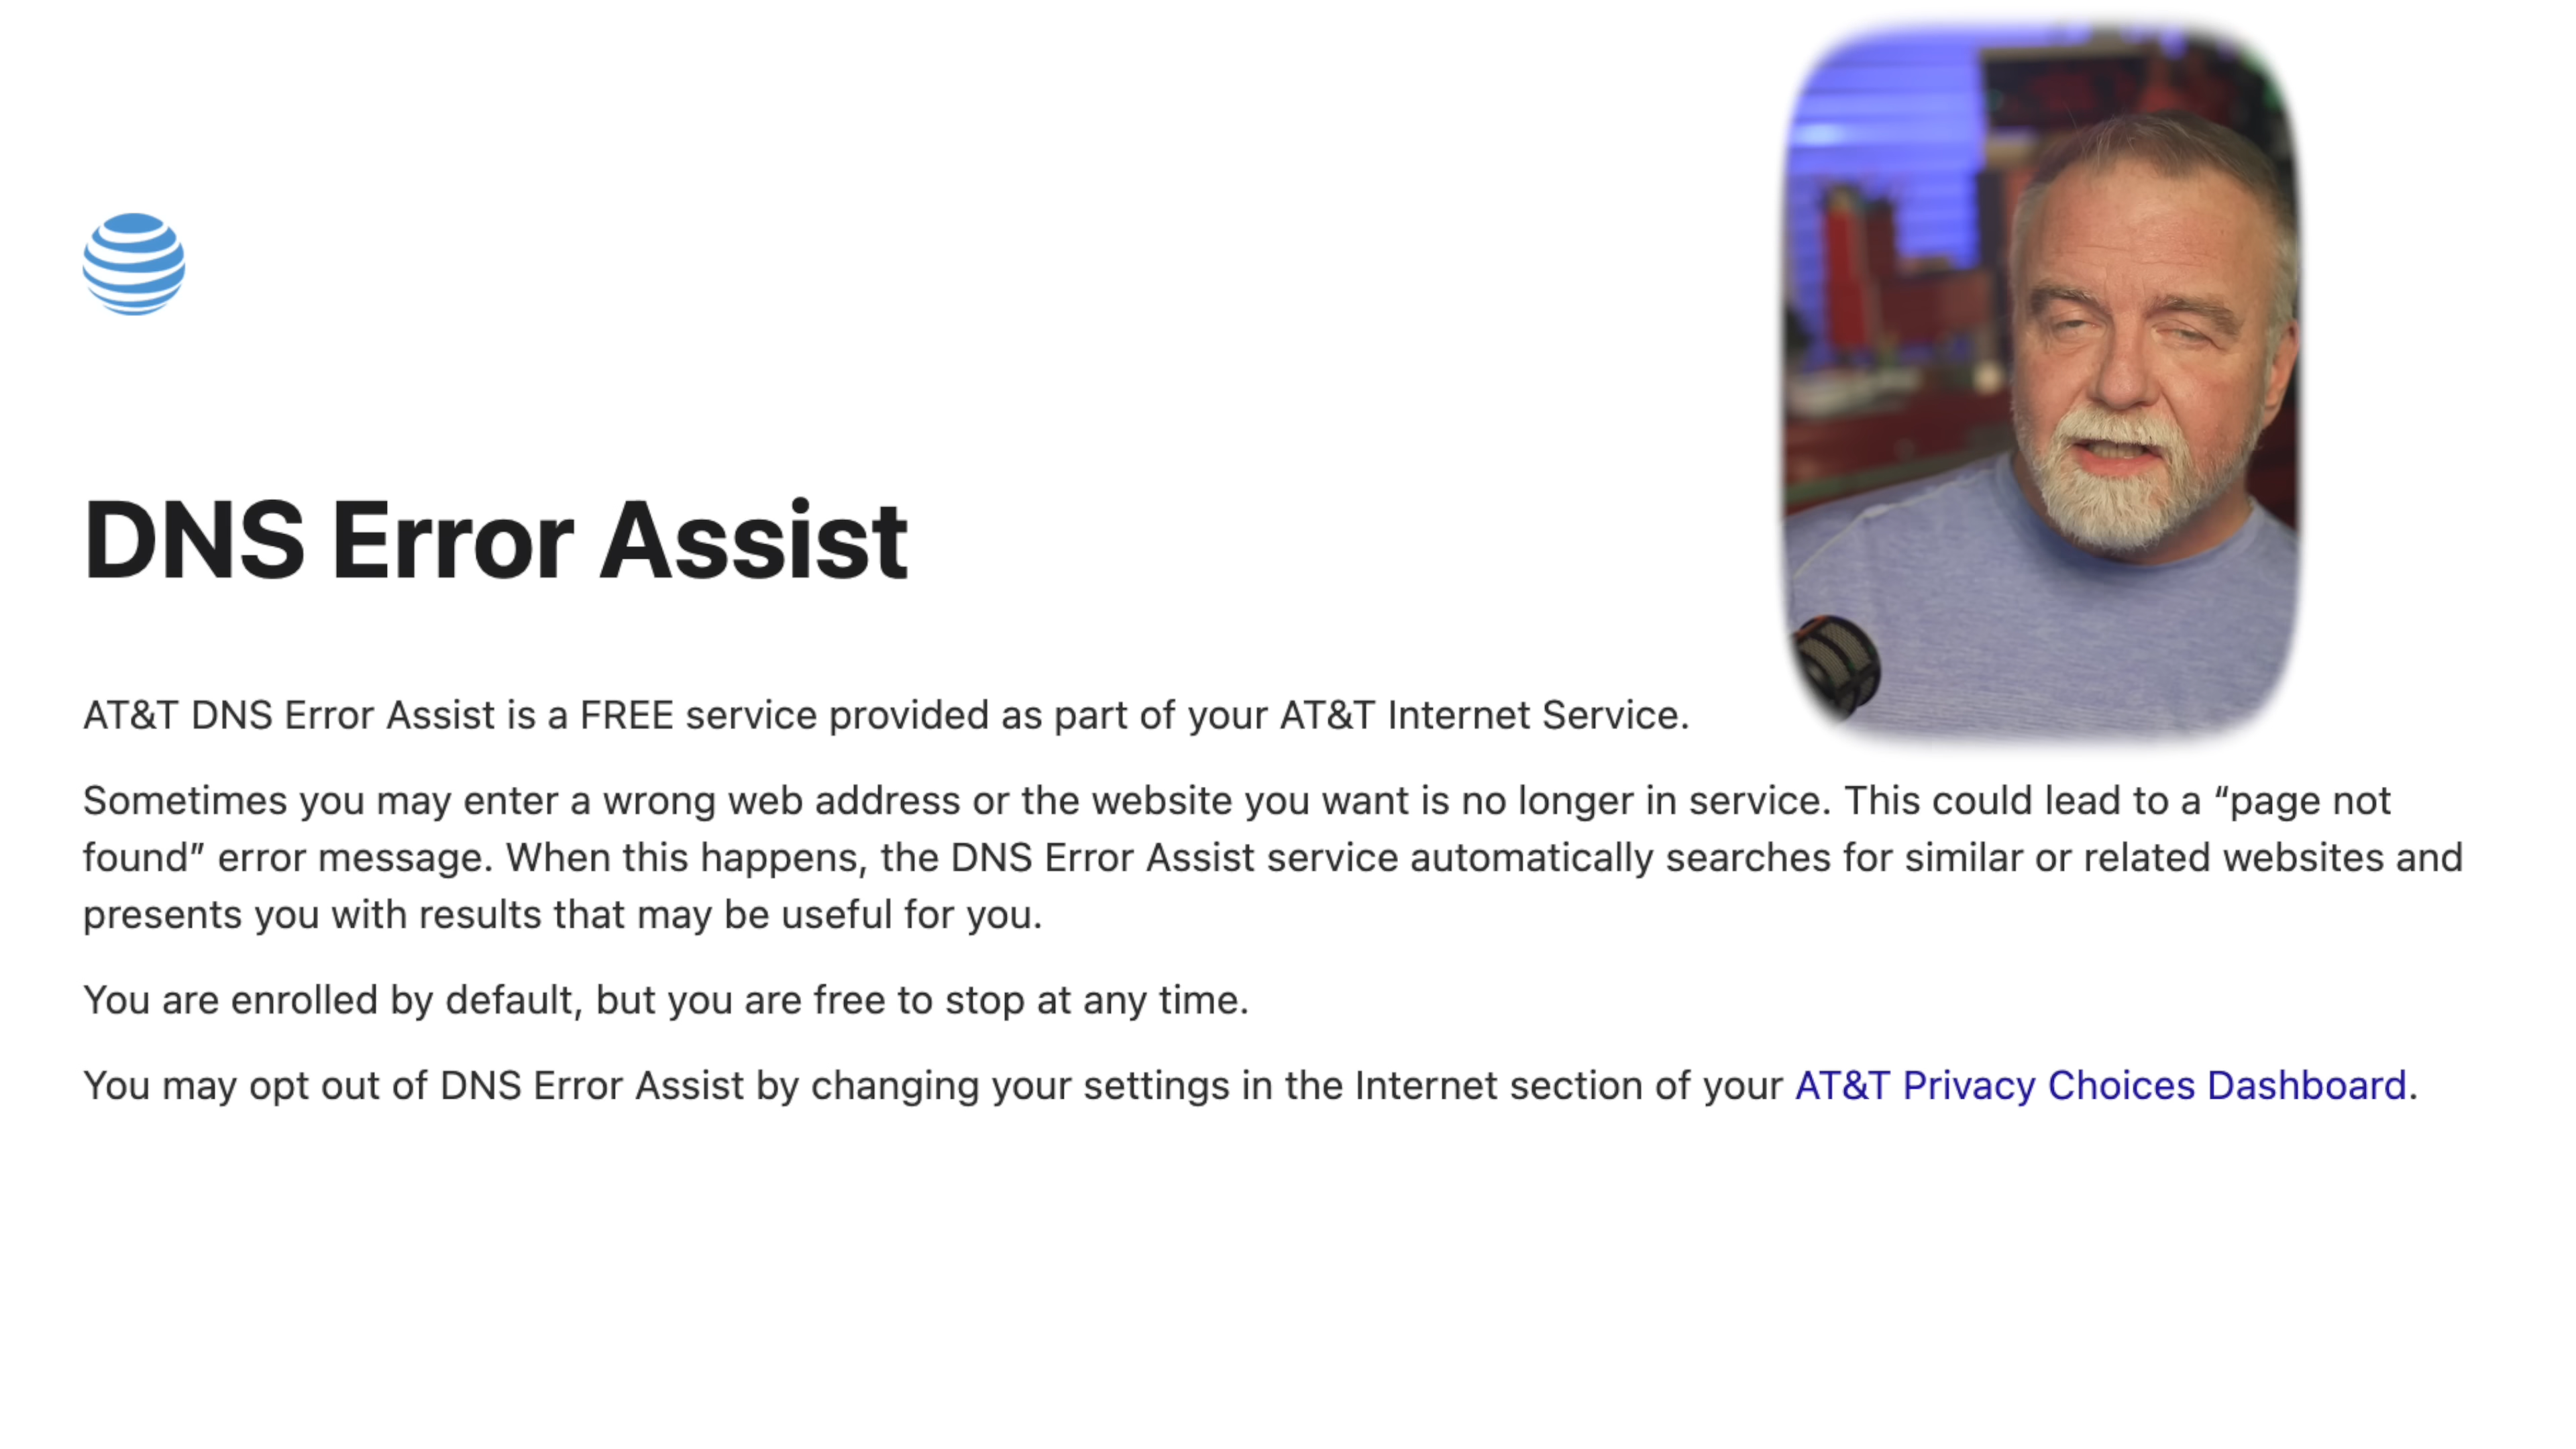 DNS Error Assist
AT&T DNS Error Assist is a FREE service provided as part of your AT&T Internet Service.
Sometimes you may enter a wrong web address or the website you want is no longer in service. This could lead to a “page not
found” error message. When this happens, the DNS Error Assist service automatically searches for similar or related websites and
presents you with results that may be useful for you.
You are enrolled by default, but you are free to stop at any time.
You may opt out of DNS Error Assist by changing your settings in the Internet section of your AT&T Privacy Choices Dashboard.